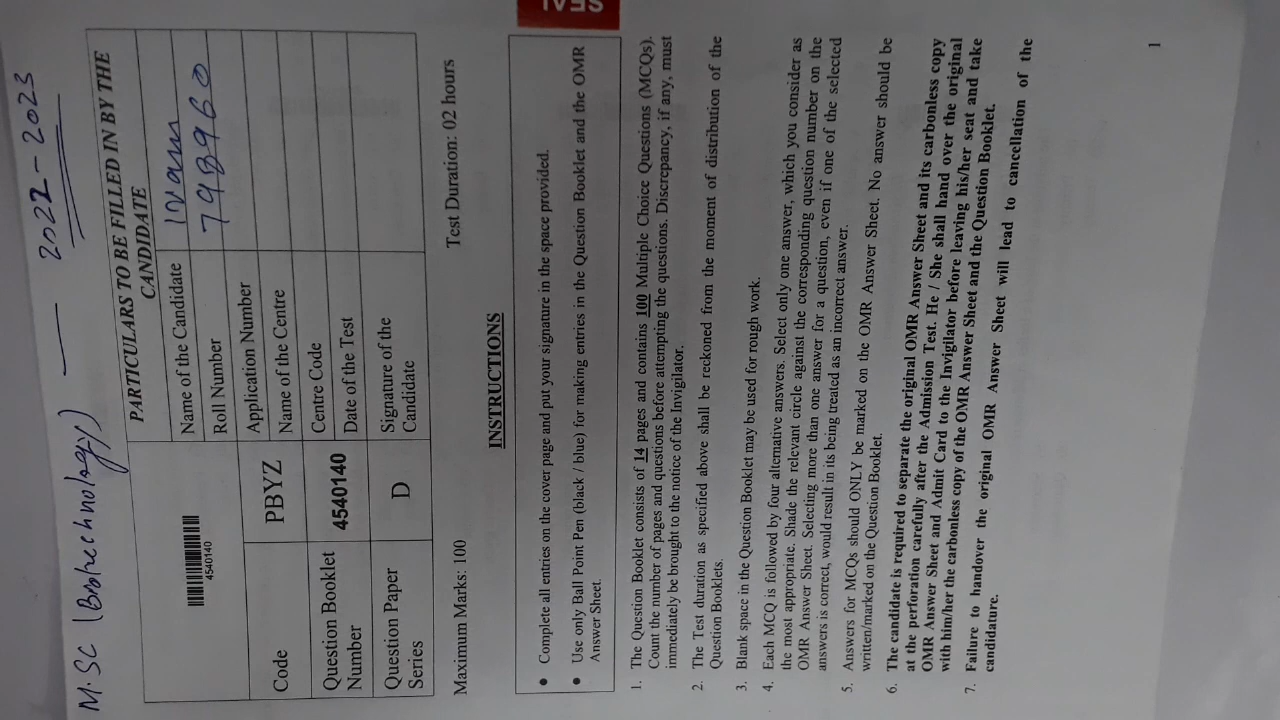 M.SC (Biotechnology) — 2022-2023
PARTICULARS TO BE FILLED IN BY THE
CANDIDATE
4540140
Name of the Candidate
Roll Number 7989960
Code PBYZ
Application Number
Name of the Centre
Question Booklet
Number
4540140
Centre Code
Date of the Test
Question Paper
Series
D
Signature of the
Candidate
Maximum Marks: 100 Test Duration: 02 hours
INSTRUCTIONS
SEAL
• Complete all entries on the cover page and put your signature in the space provided.
• Use only Ball Point Pen (black / blue) for making entries in the Question Booklet and the OMR
Answer Sheet.
1. The Question Booklet consists of 14 pages and contains 100 Multiple Choice Questions (MCQs).
Count the number of pages and questions before attempting the questions. Discrepancy, if any, must
immediately be brought to the notice of the Invigilator.
2. The Test duration as specified above shall be reckoned from the moment of distribution of the
Question Booklets.
3. Blank space in the Question Booklet may be used for rough work.
4. Each MCQ is followed by four alternative answers. Select only one answer, which you consider as
the most appropriate. Shade the relevant circle against the corresponding question number on the
OMR Answer Sheet. Selecting more than one answer for a question, even if one of the selected
answers is correct, would result in its being treated as an incorrect answer.
5. Answers for MCQs should ONLY be marked on the OMR Answer Sheet. No answer should be
written/marked on the Question Booklet.
6. The candidate is required to separate the original OMR Answer Sheet and its carbonless copy
at the perforation carefully after the Admission Test. He / She shall hand over the original
OMR Answer Sheet and Admit Card to the Invigilator before leaving his/her seat and take
with him/her the carbonless copy of the OMR Answer Sheet and the Question Booklet.
7. Failure to handover the original OMR Answer Sheet will lead to cancellation of the
candidature.
1